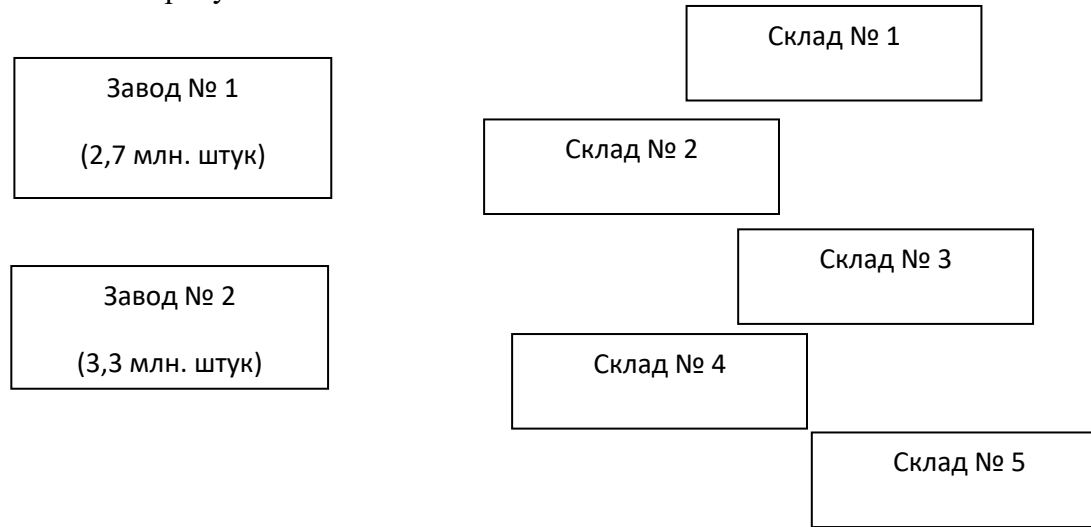 Склад № 1
Завод № 1
(2,7 млн. штук)
Склад № 2
Склад № 3
Завод № 2
(3,3 млн. штук)
Склад № 4
Склад № 5